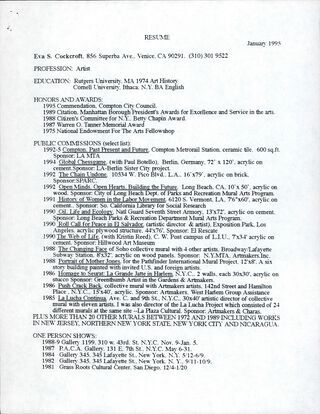 RESUME
January 1995
Eva S. Cockcroft, 856 Superba Ave., Venice, CA 90291. (310) 301 9522
PROFESSION: Artist
EDUCATION: Rutgers University, MA 1974 Art History
Cornell University, Ithaca, N.Y. BA English
HONORS AND AWARDS:
1995 Commendation, Compton City Council.
1989 Citation, Manhattan Borough President's Awards for Excellence and Service in the arts.
1988 Citizen's Committee for N.Y., Betty Chapin Award.
1987 Warren O. Tanner Memorial Award
1975 National Endowment For The Arts Fellowship
PUBLIC COMMISSIONS (select list):
1992-5 Compton, Past Present and Future, Compton Metrorail Station, ceramic tile, 600 sq.ft.
Sponsor: LA MTA
1994 Global Chessgame, (with Paul Botello), Berlin, Germany, 72' x 120', acrylic on
cement, Sponsor: LA-Berlin Sister City project.
1992 The Chain Undone, 10334 W. Pico Blvd., L.A., 16'x79', acrylic on brick.
Sponsor:SPARC.
1992 Open Minds, Open Hearts, Building the Future, Long Beach, CA, 10'x 50', acrylic on
wood. Sponsor: City of Long Beach Dept. of Parks and Recreation Mural Arts Program.
1991 History of Women in the Labor Movement, 6120 S. Vermont, LA, 7'6"x60', acrylic on
cement, Sponsor: So. California Library for Social Research
1990 Oil, Life and Ecology, Natl Guard Seventh Street Armory, 13'x72', acrylic on cement.
Sponsor: Long Beach Parks & Recreation Department Mural Arts Program.
1990 Roll Call for Peace in El Salvador, (artistic director & artist), Exposition Park, Los
Angeles, acrylic on plywood structure, 44'x76', Sponsor: El Rescate
1990 The Web of Life, (with Kristin Reed), C. W. Post campus of L.I.U., 7'x34' acrylic on
cement, Sponsor: Hillwood Art Museum
1988 The Changing Face of Soho collective mural with 4 other artists, Broadway/Lafayette
Subway Station, 8'x32', acrylic on wood panels. Sponsor: N.Y.MTA, Artmakers Inc.
1988 Portrait of Mother Jones, for the Pathfinder International Mural Project, 12'x8'. A six
story building painted with invited U.S. and foreign artists.
1986 Homage to Seurat: La Grande Jatte in Harlem, N.Y.C., 2 walls, each 30x30', acrylic
on stucco Sponsor: Greenthumb Artist in the Gardens & Artmakers.
1986 Push Crack Back, collective mural with Artmakers artists, 142nd Street and Hamilton
Place , N.Y.C., 15'x40', acrylic, Sponsor: Artmakers, West Harlem Group Assistance
1985 La Lucha Continua, Ave. C. and 9th St., N.Y.C., 30x40' artistic director of collective
mural with eleven artists. I was also director of the La Lucha Project which consisted of 24
different murals at the same site --La Plaza Cultural. Sponsor: Artmakers & Charas.
PLUS MORE THAN 20 OTHER MURALS BETWEEN 1972 AND 1989 INCLUDING WORKS
IN NEW JERSEY, NORTHERN NEW YORK STATE, NEW YORK CITY AND NICARAGUA.
ONE PERSON SHOWS:
1988-9 Gallery 1199, 310 w. 43rd. St. N.Y.C. Nov. 9-Jan. 5.
1987 P.A.C.A. Gallery, 131 E. 7th St., N.Y.C. May 6-31.
1984 Gallery 345, 345 Lafayette St., New York, N.Y. 5/12-6/9.
1982 Gallery 345, 345 Lafayette St., New York, N. Y., 9/11-10/9.
1981 Grass Roots Cultural Center, San Diego, 12/4-1/20